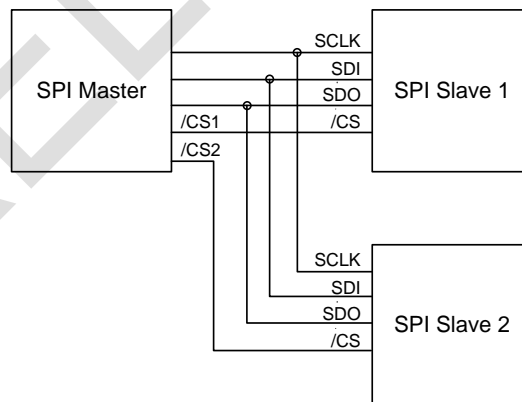 SPI Master
/CS1
/CS2
SCLK
SDI
SDO
/CS
SPI Slave 1
SCLK
SDI
SDO
/CS
SPI Slave 2